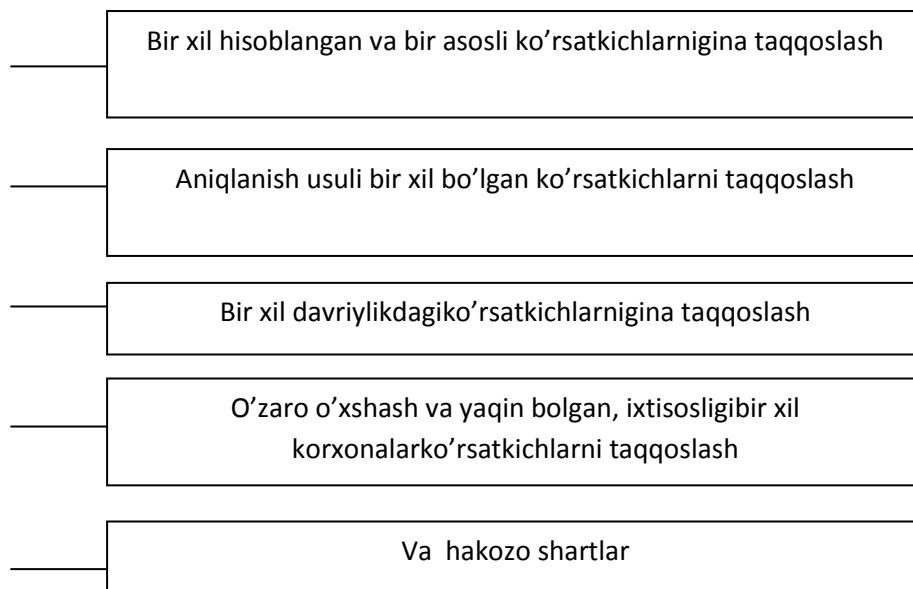 Bir xil hisoblangan va bir asosli ko’rsatkichlarnigina taqqoslash
Aniqlanish usuli bir xil bo’lgan ko’rsatkichlarni taqqoslash
Bir xil davriylikdagiko’rsatkichlarnigina taqqoslash
O’zaro o’xshash va yaqin bolgan, ixtisosligibir xil
korxonalarko’rsatkichlarni taqqoslash
Va hakozo shartlar